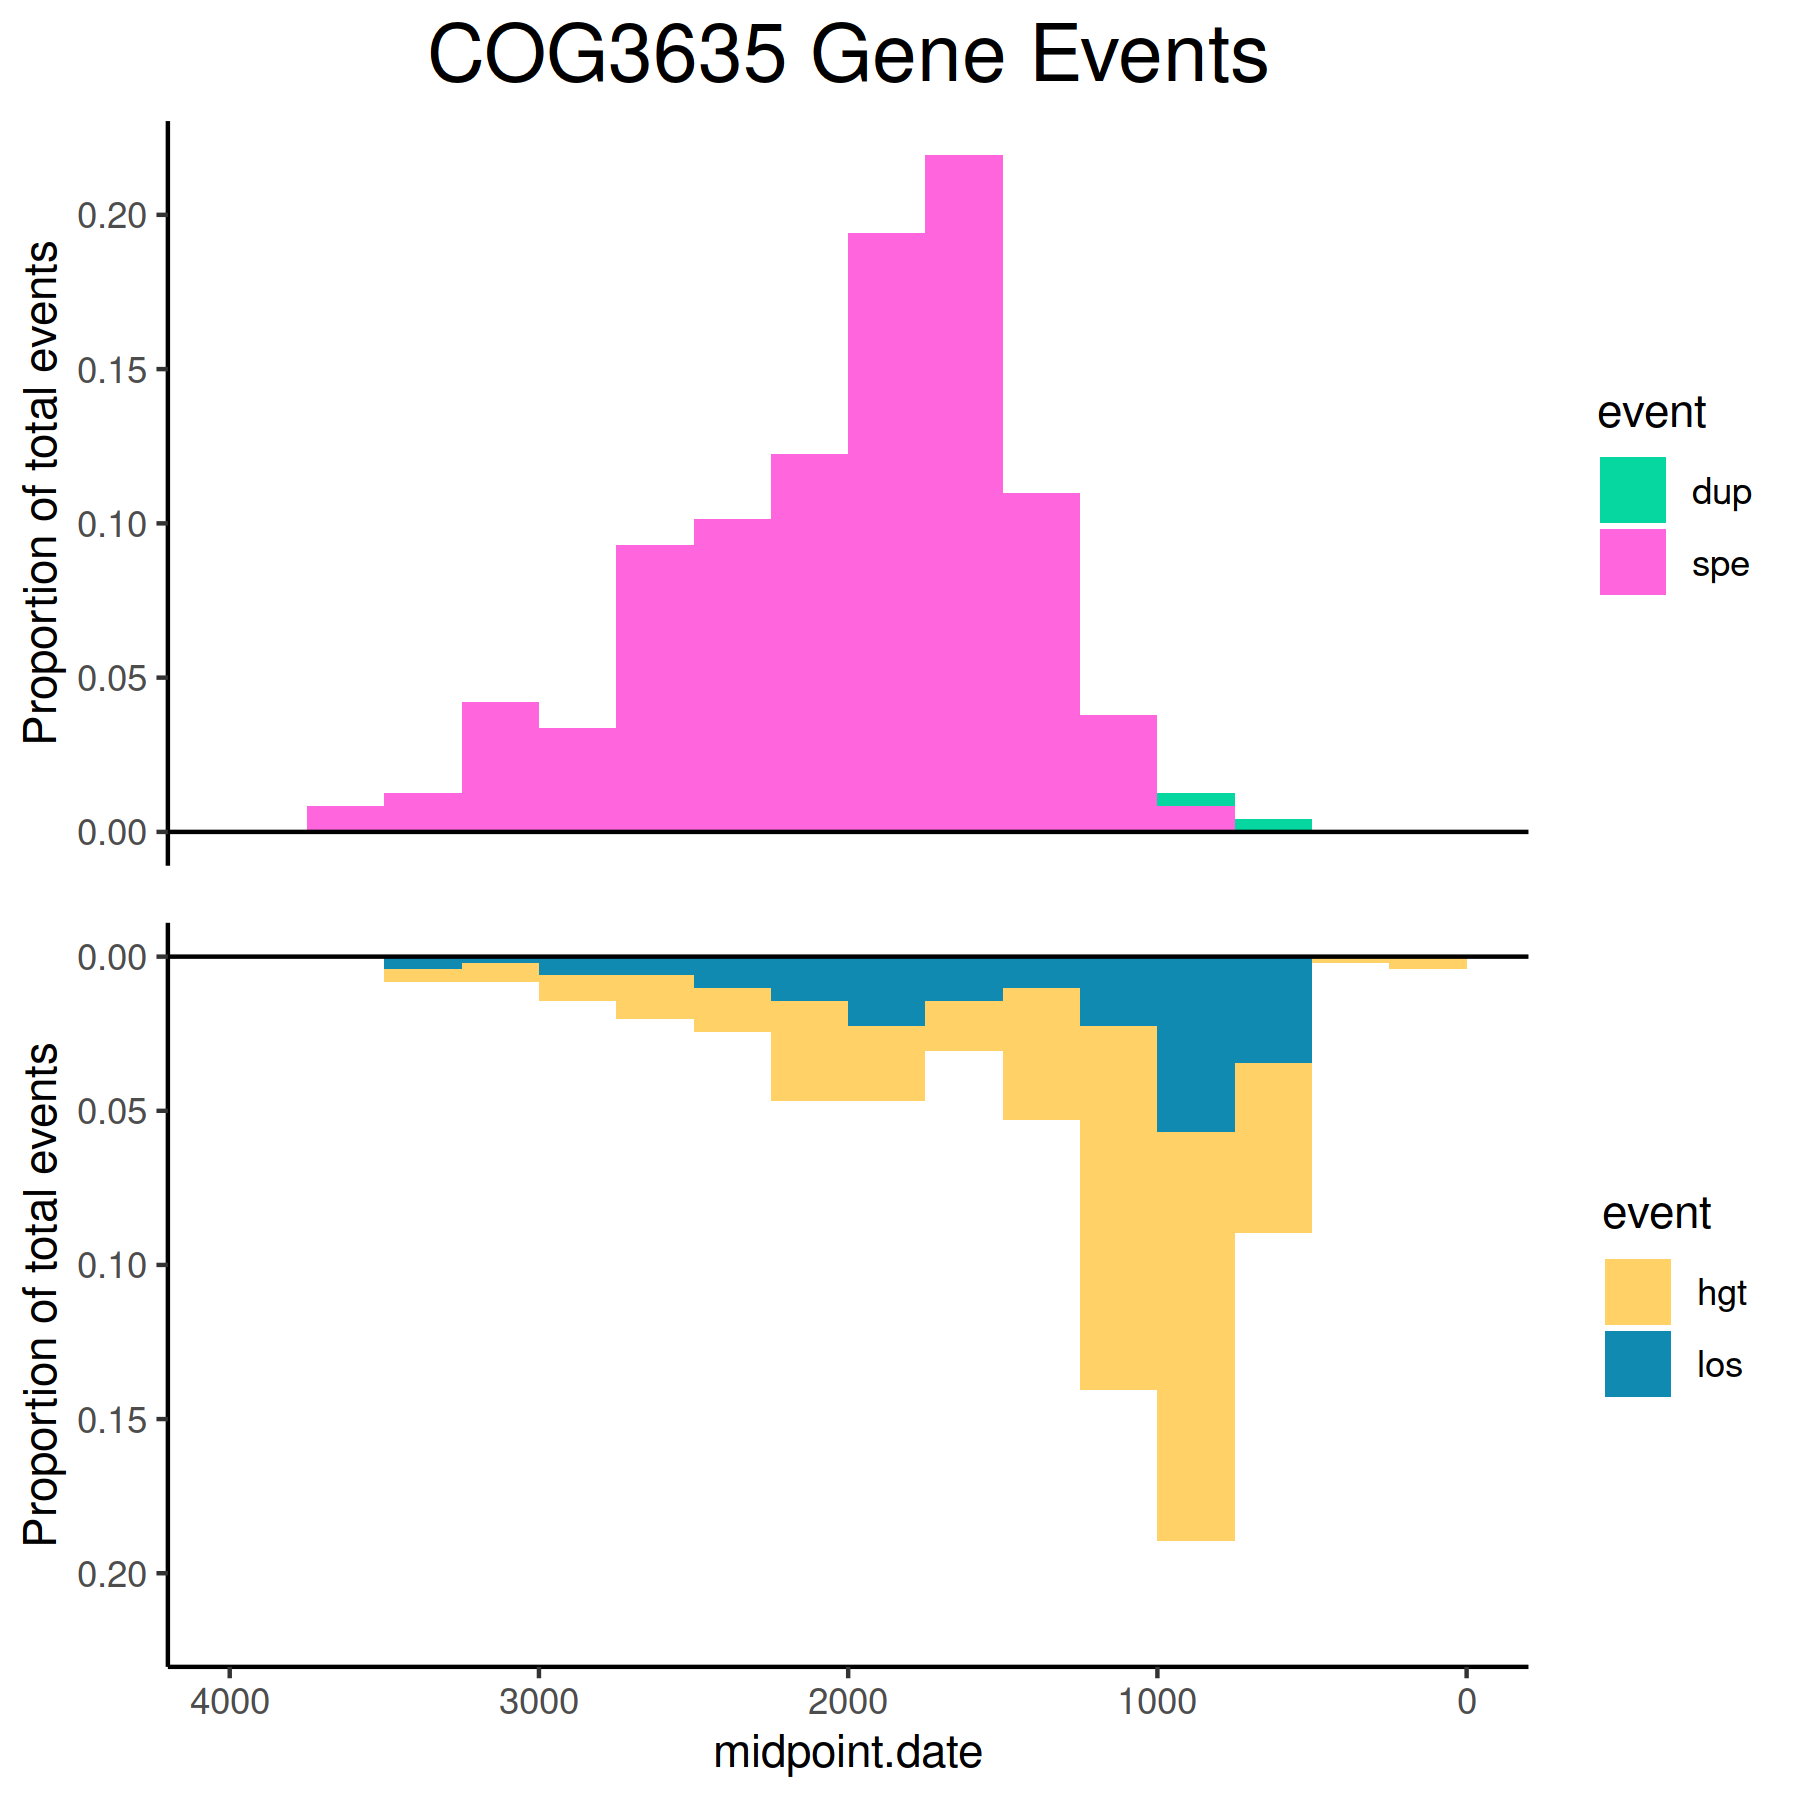 COG3635 Gene Events
Proportion of total events
0.20
0.15
0.10
0.05
0.00
event
dup
spe
Proportion of total events
0.00
0.05
0.10
0.15
0.20
event
hgt
los
4000 3000 2000 1000 0
midpoint.date